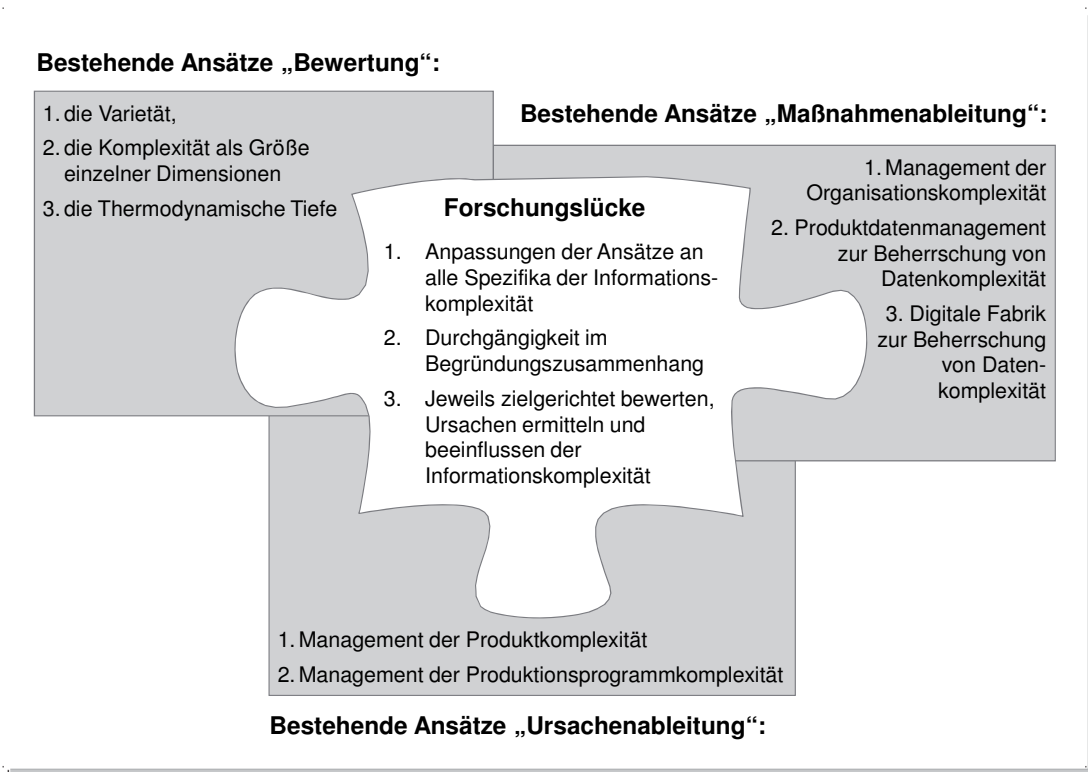 Bestehende Ansätze „Bewertung“:
1. die Varietät,
2. die Komplexität als Größe
einzelner Dimensionen
3. die Thermodynamische Tiefe
Bestehende Ansätze „Maßnahmenableitung“:
1. Management der
Organisationskomplexität
2. Produktdatenmanagement
zur Beherrschung von
Datenkomplexität
3. Digitale Fabrik
zur Beherrschung
von Daten-
komplexität
Forschungslücke
1. Anpassungen der Ansätze an
alle Spezifika der Informations-
komplexität
2. Durchgängigkeit im
Begründungszusammenhang
3. Jeweils zielgerichtet bewerten,
Ursachen ermitteln und
beeinflussen der
Informationskomplexität
1. Management der Produktkomplexität
2. Management der Produktionsprogrammkomplexität
Bestehende Ansätze „Ursachenableitung“: